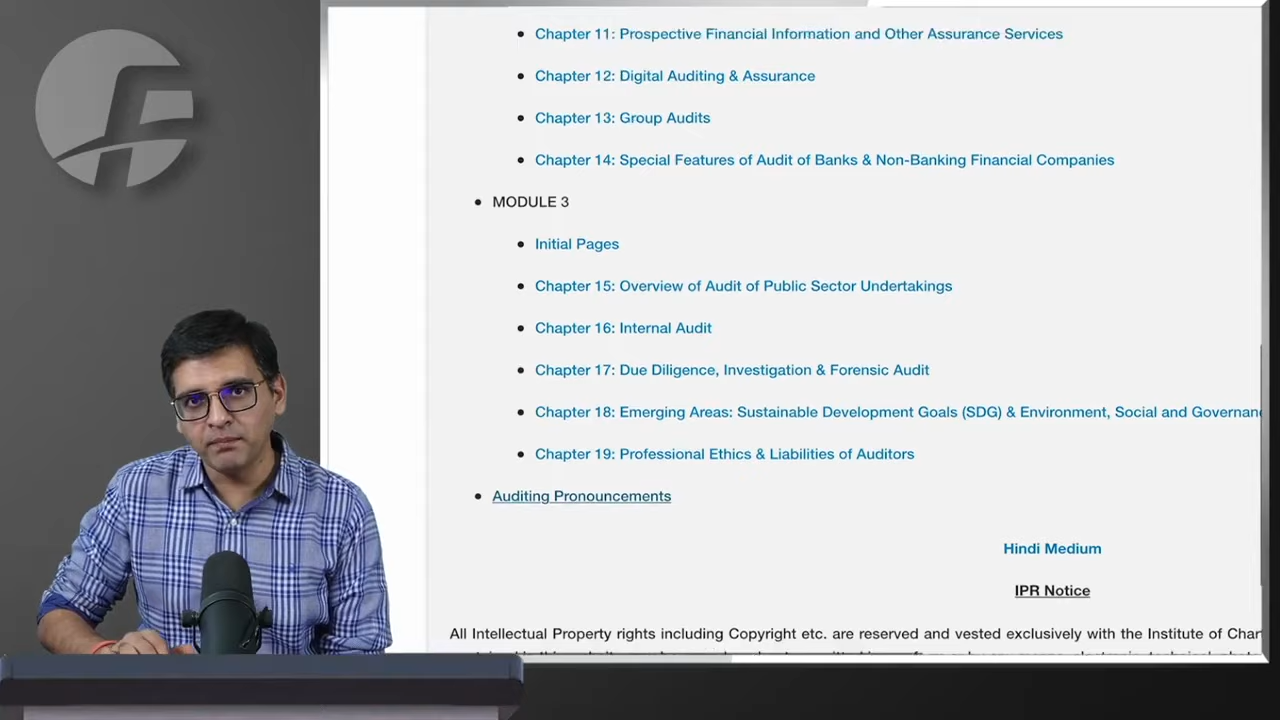 Chapter 11: Prospective Financial Information and Other Assurance Services
Chapter 12: Digital Auditing & Assurance
Chapter 13: Group Audits
Chapter 14: Special Features of Audit of Banks & Non-Banking Financial Companies
MODULE 3
Initial Pages
Chapter 15: Overview of Audit of Public Sector Undertakings
Chapter 16: Internal Audit
Chapter 17: Due Diligence, Investigation & Forensic Audit
Chapter 18: Emerging Areas: Sustainable Development Goals (SDG) & Environment, Social and Governan
Chapter 19: Professional Ethics & Liabilities of Auditors
Auditing Pronouncements
Hindi Medium
IPR Notice
All Intellectual Property rights including Copyright etc. are reserved and vested exclusively with the Institute of Char